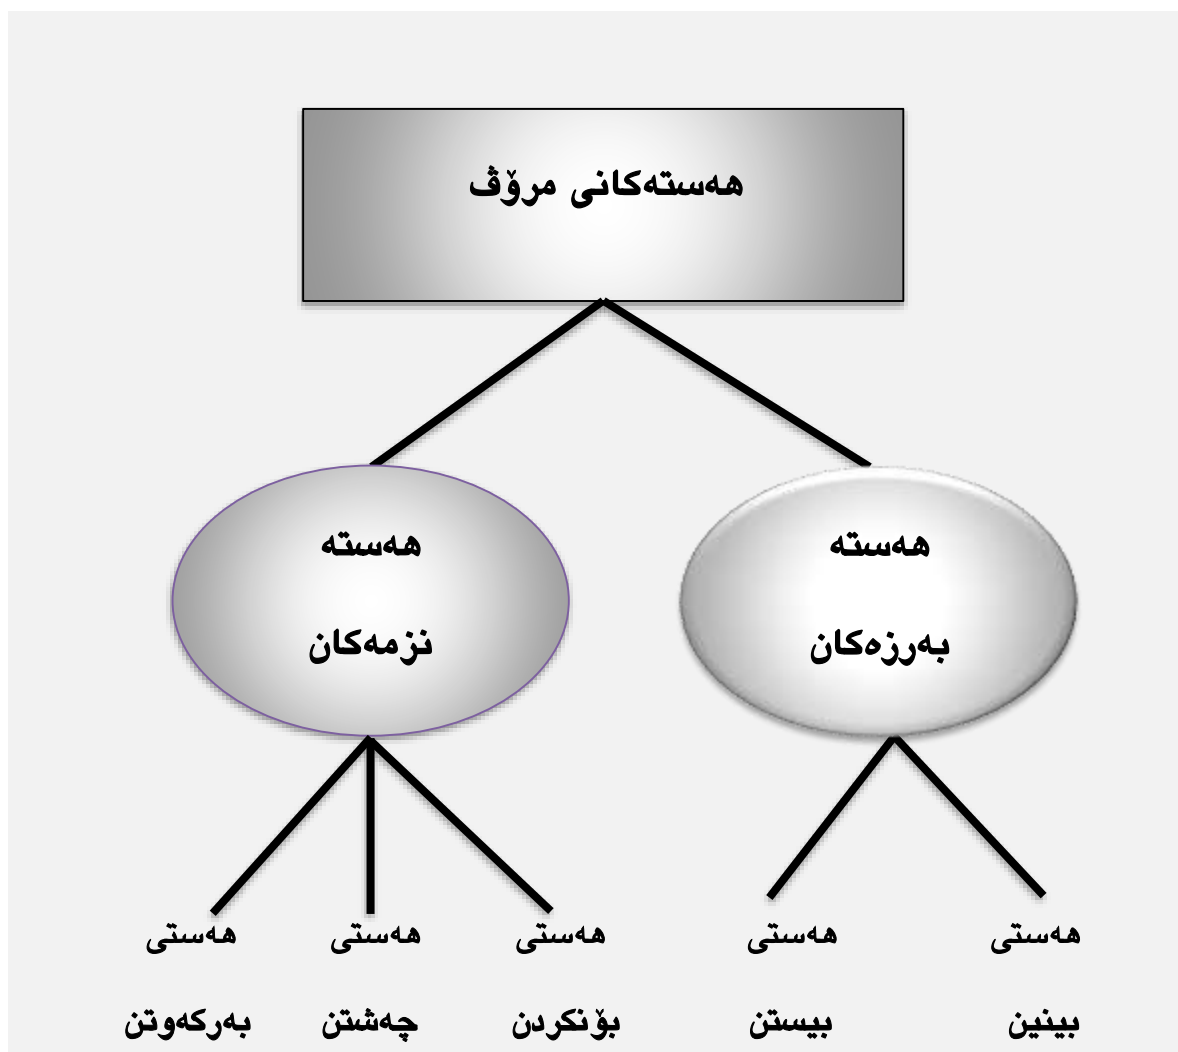 هەستەکانی مرۆڤ
هەستە
بەرزەکان
هەستە
نزمەکان
هەستی
بینین
هەستی
بیستن
هەستی
بۆنکردن
هەستی
چەشتن
هەستی
بەرکەوتن